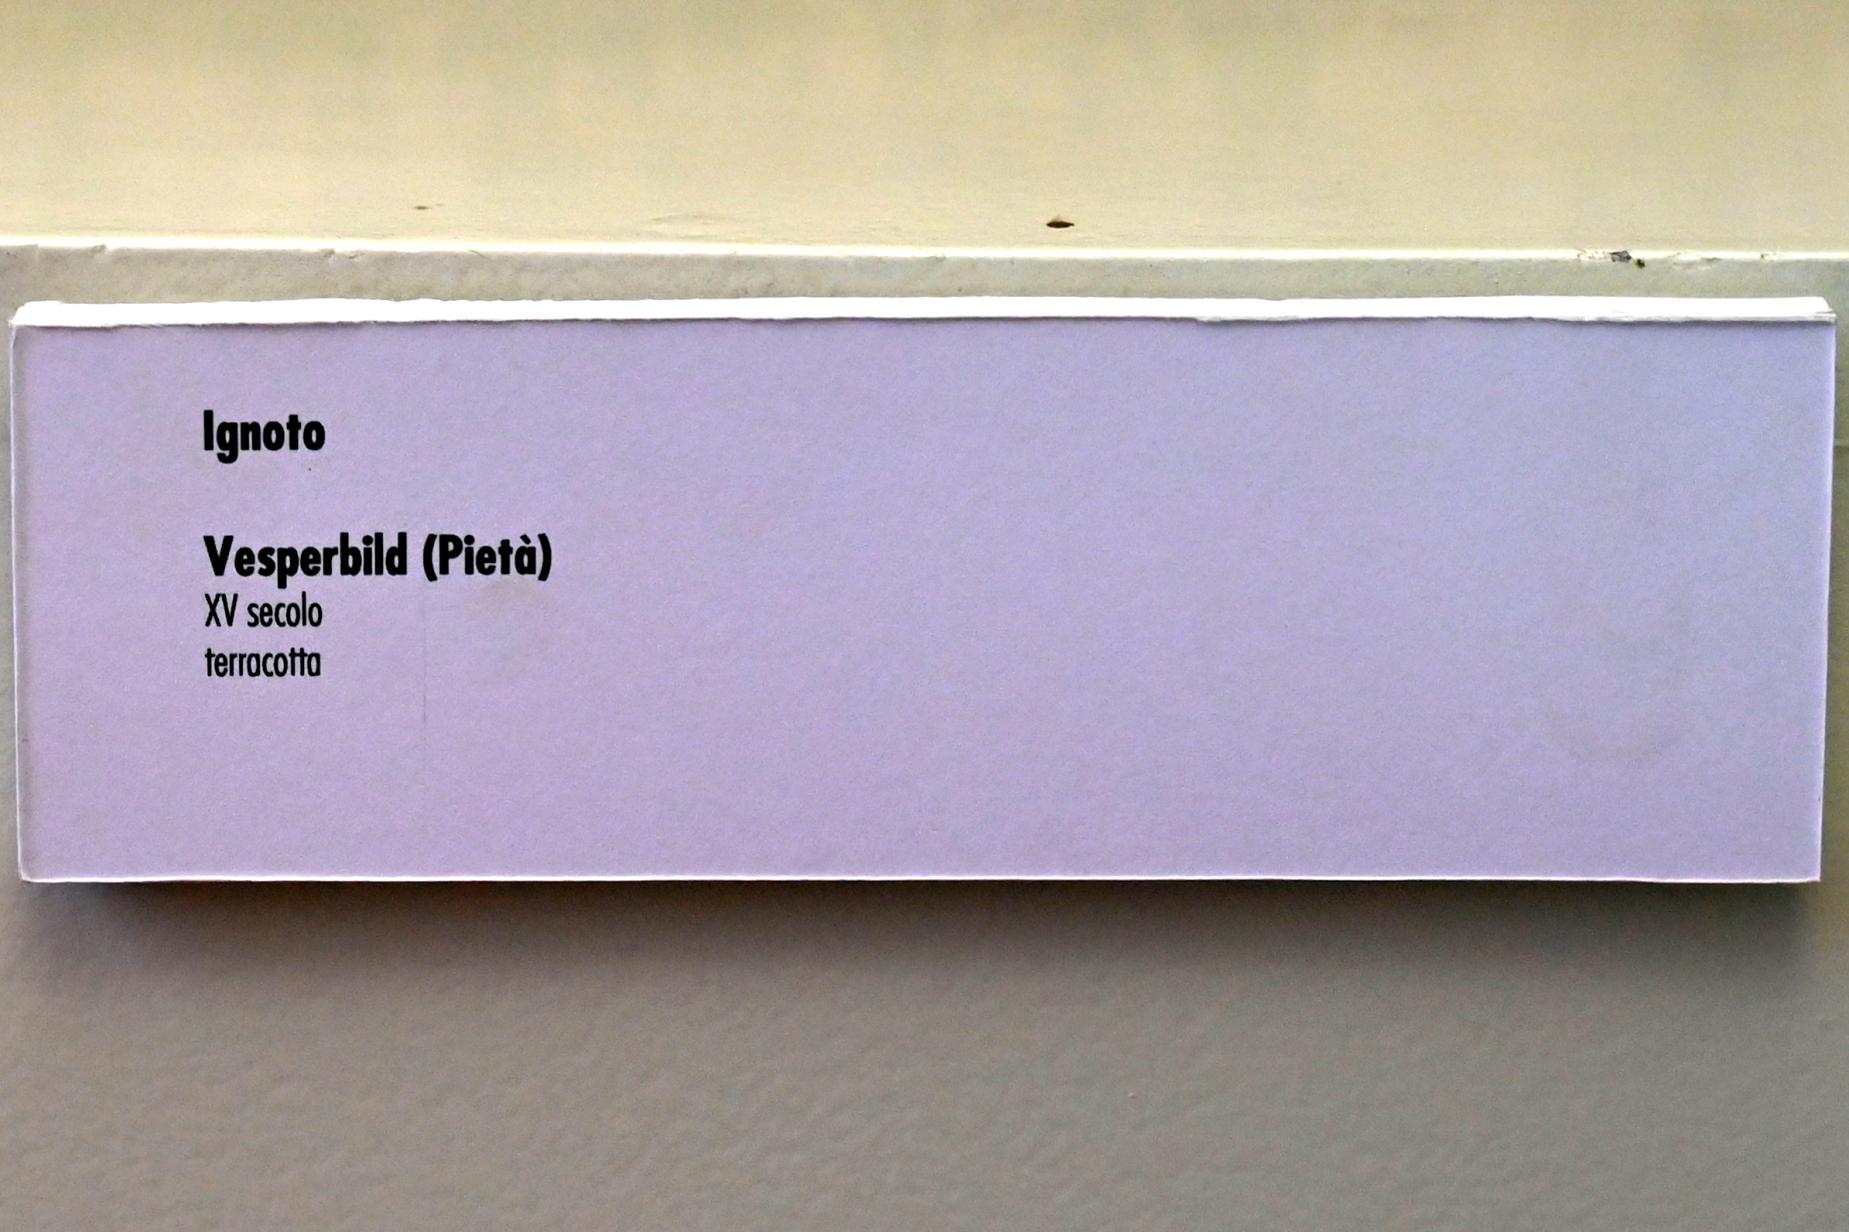 Ignoto
Vesperbild (Pietà)
XV secolo
terracotta